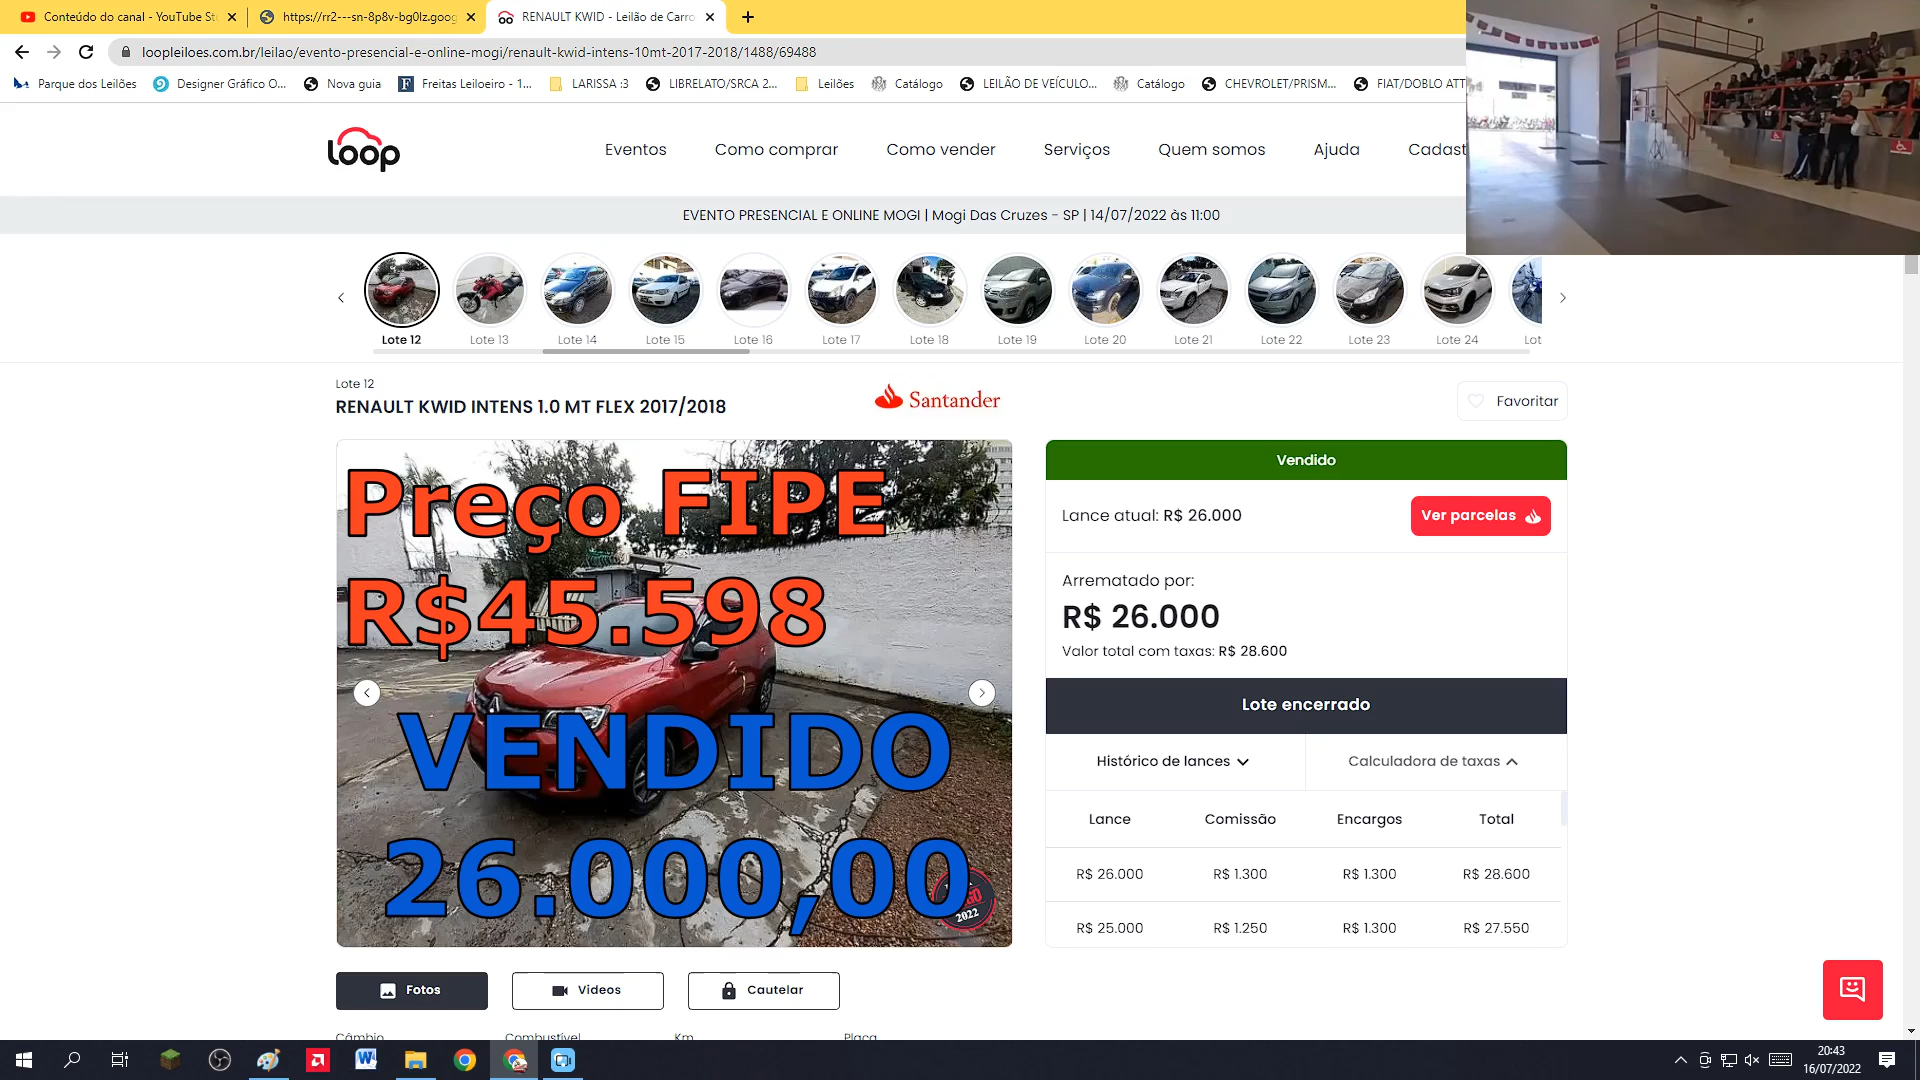 Conteúdo do canal - YouTube St
https://rr2---sn-8p8v-bg0lz.goog
RENAULT KWID - Leilão de Carro
loopleiloes.com.br/leilao/evento-presencial-e-online-mogi/renault-kwid-intens-10mt-2017-2018/1488/69488
Parque dos Leilões
Designer Gráfico O...
Nova guia
Freitas Leiloeiro - 1...
LARISSA :3
LIBRELATO/SRCA 2...
Leilões
Catálogo
LEILÃO DE VEÍCULO...
Catálogo
CHEVROLET/PRISM...
FIAT/DOBLO ATT
loop
Eventos
Como comprar
Como vender
Serviços
Quem somos
Ajuda
Cadast
EVENTO PRESENCIAL E ONLINE MOGI | Mogi Das Cruzes - SP | 14/07/2022 às 11:00
Lote 12
Lote 13
Lote 14
Lote 15
Lote 16
Lote 17
Lote 18
Lote 19
Lote 20
Lote 21
Lote 22
Lote 23
Lote 24
Lot
Lote 12
RENAULT KWID INTENS 1.0 MT FLEX 2017/2018
Santander
Favoritar
Preço FIPE
R$45.598
VENDIDO
26.000,00
2022
Vendido
Lance atual: R$ 26.000
Ver parcelas
Arrematado por:
R$ 26.000
Valor total com taxas: R$ 28.600
Lote encerrado
Histórico de lances
Calculadora de taxas
Lance Comissão Encargos Total
R$ 26.000 R$ 1.300 R$ 1.300 R$ 28.600
R$ 25.000 R$ 1.250 R$ 1.300 R$ 27.550
Fotos
Videos
Cautelar
Câmbio
Combustível
Km
Placa
20:43
16/07/2022